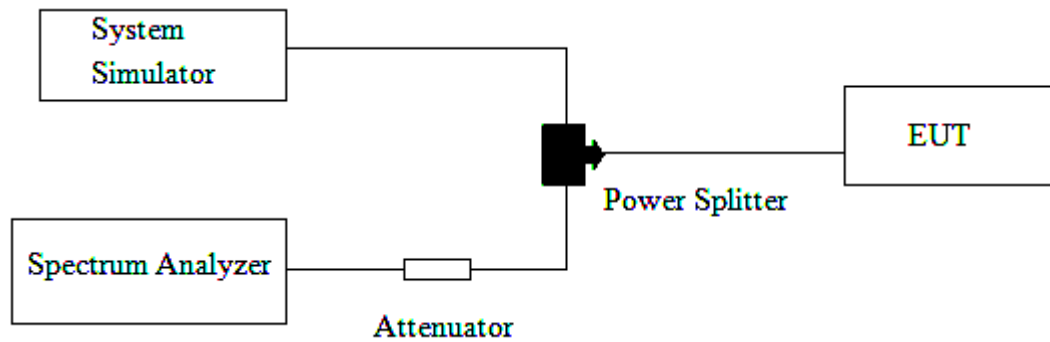 System
Simulator
EUT
Power Splitter
Spectrum Analyzer
Attenuator